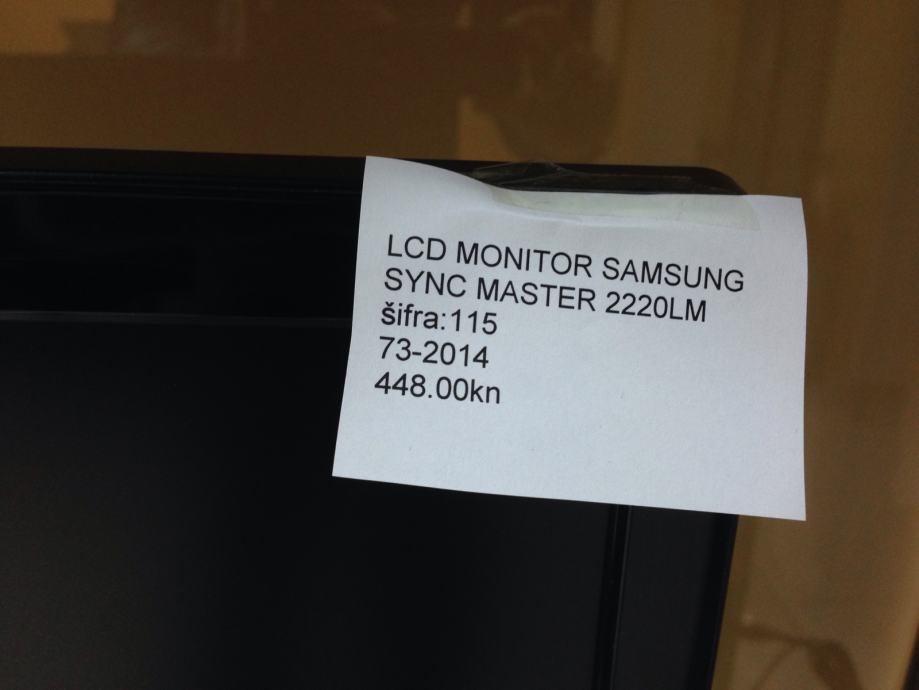 LCD MONITOR SAMSUNG
SYNC MASTER 2220LM
šifra:115
73-2014
448.00kn